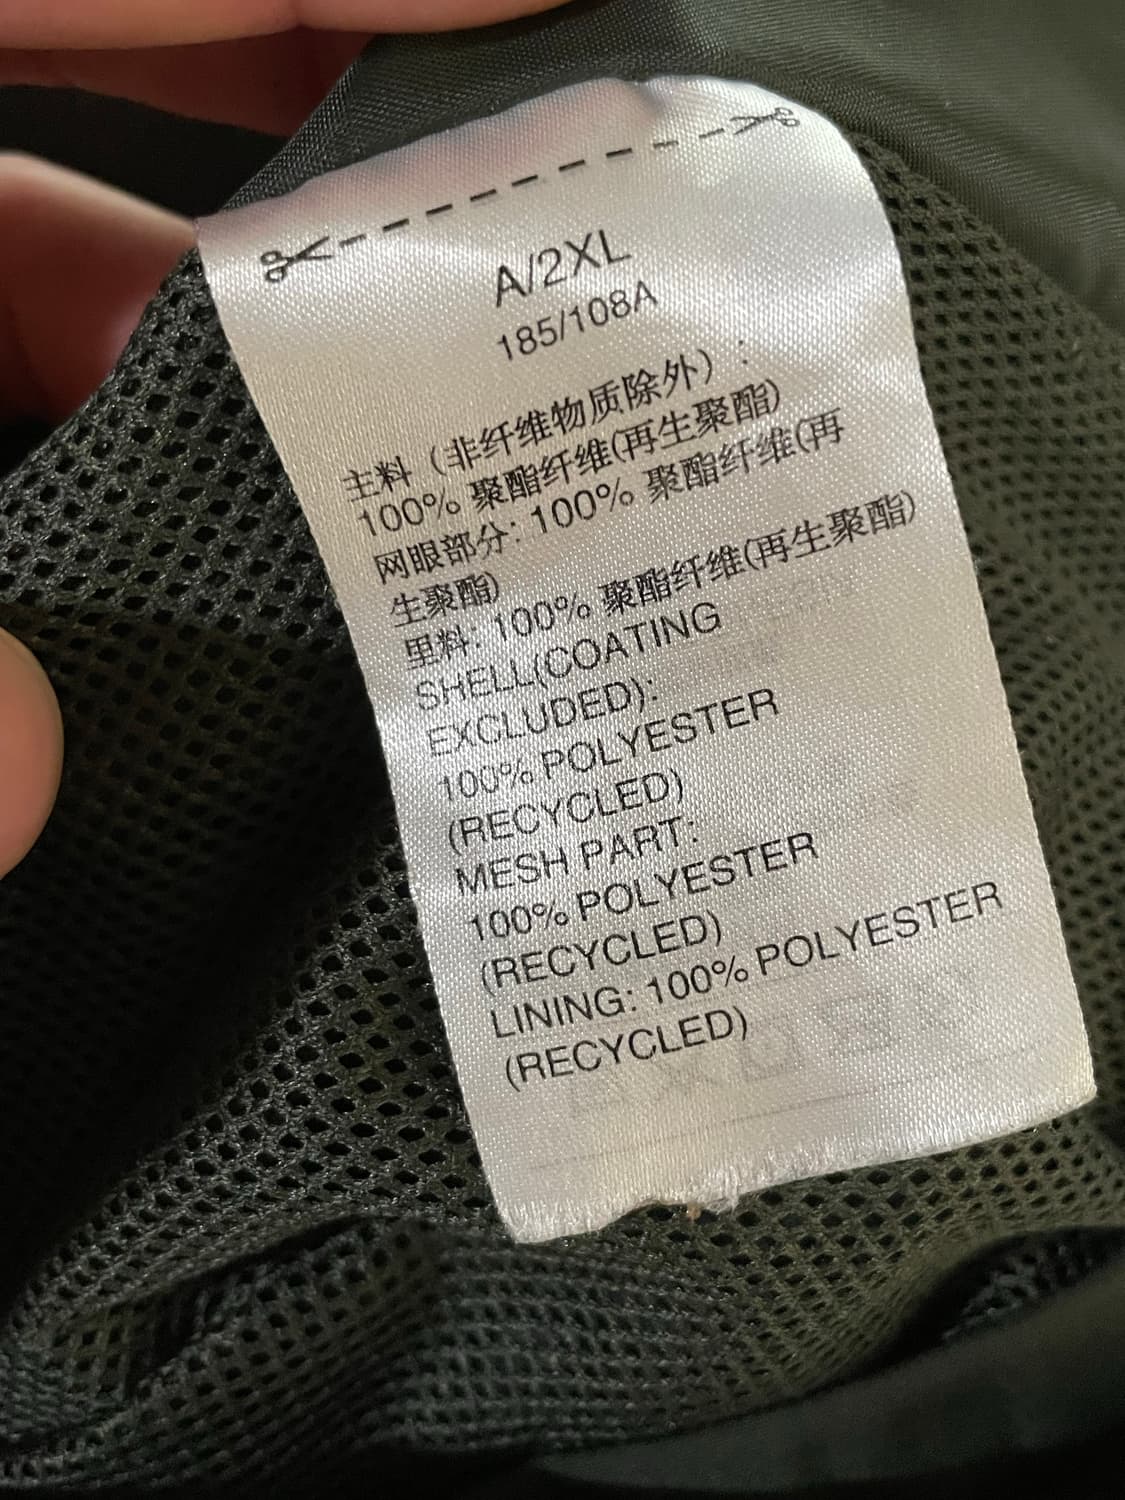 A/2XL
185/108A
主料（非纤维物质除外）:
100% 聚酯纤维(再生聚酯)
网眼部分: 100% 聚酯纤维(再
生聚酯)
里料: 100% 聚酯纤维(再生聚酯)
SHELL(COATING
EXCLUDED):
100% POLYESTER
(RECYCLED)
MESH PART:
100% POLYESTER
(RECYCLED)
LINING: 100% POLYESTER
(RECYCLED)